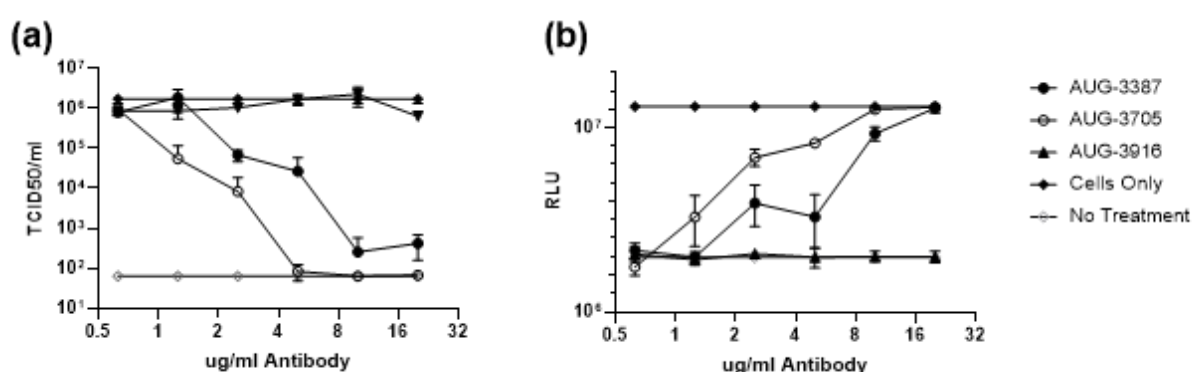 (a)
10⁷
10⁶
10⁵
10⁴
10³
10²
10¹
TCID50/ml
0.5 1 2 4 8 16 32
ug/ml Antibody
(b)
10⁷
10⁶
RLU
0.5 1 2 4 8 16 32
ug/ml Antibody
AUG-3387
AUG-3705
AUG-3916
Cells Only
No Treatment